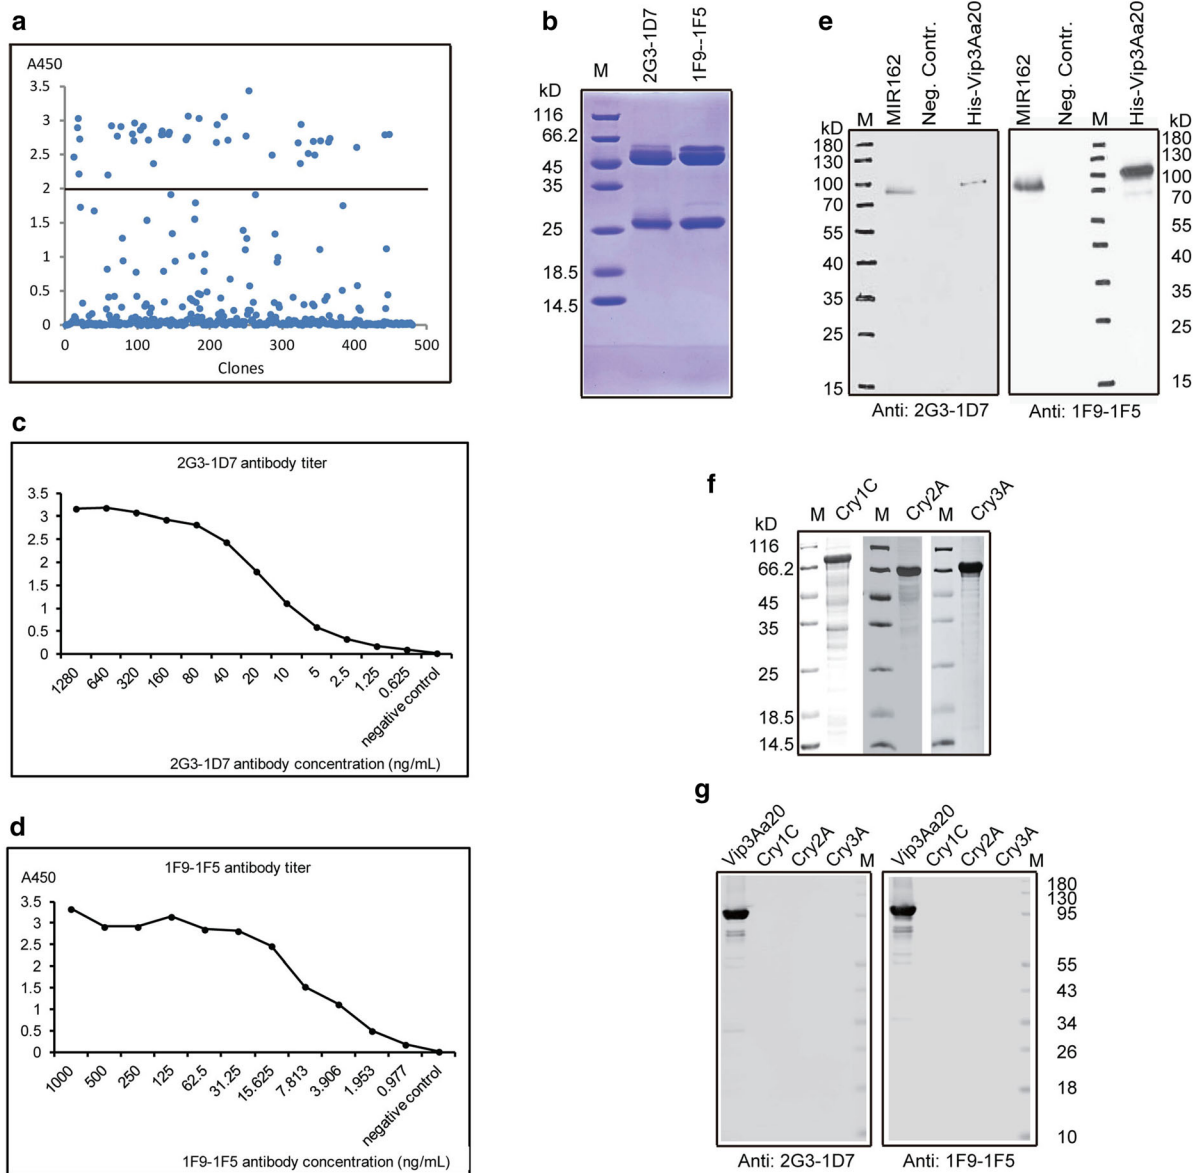 a
A450
3.5
3
2.5
2
1.5
1
0.5
0
0 100 200 300 400 500
Clones
b
M 2G3-1D7 1F9--1F5
kD
116
66.2
45
35
25
18.5
14.5
c
2G3-1D7 antibody titer
3.5
3
2.5
2
1.5
1
0.5
0
1280 640 320 160 80 40 20 10 5 2.5 1.25 0.625 negative control
2G3-1D7 antibody concentration (ng/mL)
d
1F9-1F5 antibody titer
A450
3.5
3
2.5
2
1.5
1
0.5
0
1000 500 250 125 62.5 31.25 15.625 7.813 3.906 1.953 0.977 negative control
1F9-1F5 antibody concentration (ng/mL)
e
M MIR162 Neg. Contr. His-Vip3Aa20 MIR162 Neg. Contr. M His-Vip3Aa20
kD
180
130
100
70
55
40
35
25
15
kD
180
130
100
70
55
40
35
25
15
Anti: 2G3-1D7 Anti: 1F9-1F5
f
M Cry1C M Cry2A M Cry3A
kD
116
66.2
45
35
25
18.5
14.5
g
Vip3Aa20 Cry1C Cry2A Cry3A M Vip3Aa20 Cry1C Cry2A Cry3A M
180
130
95
55
43
34
26
18
10
Anti: 2G3-1D7 Anti: 1F9-1F5